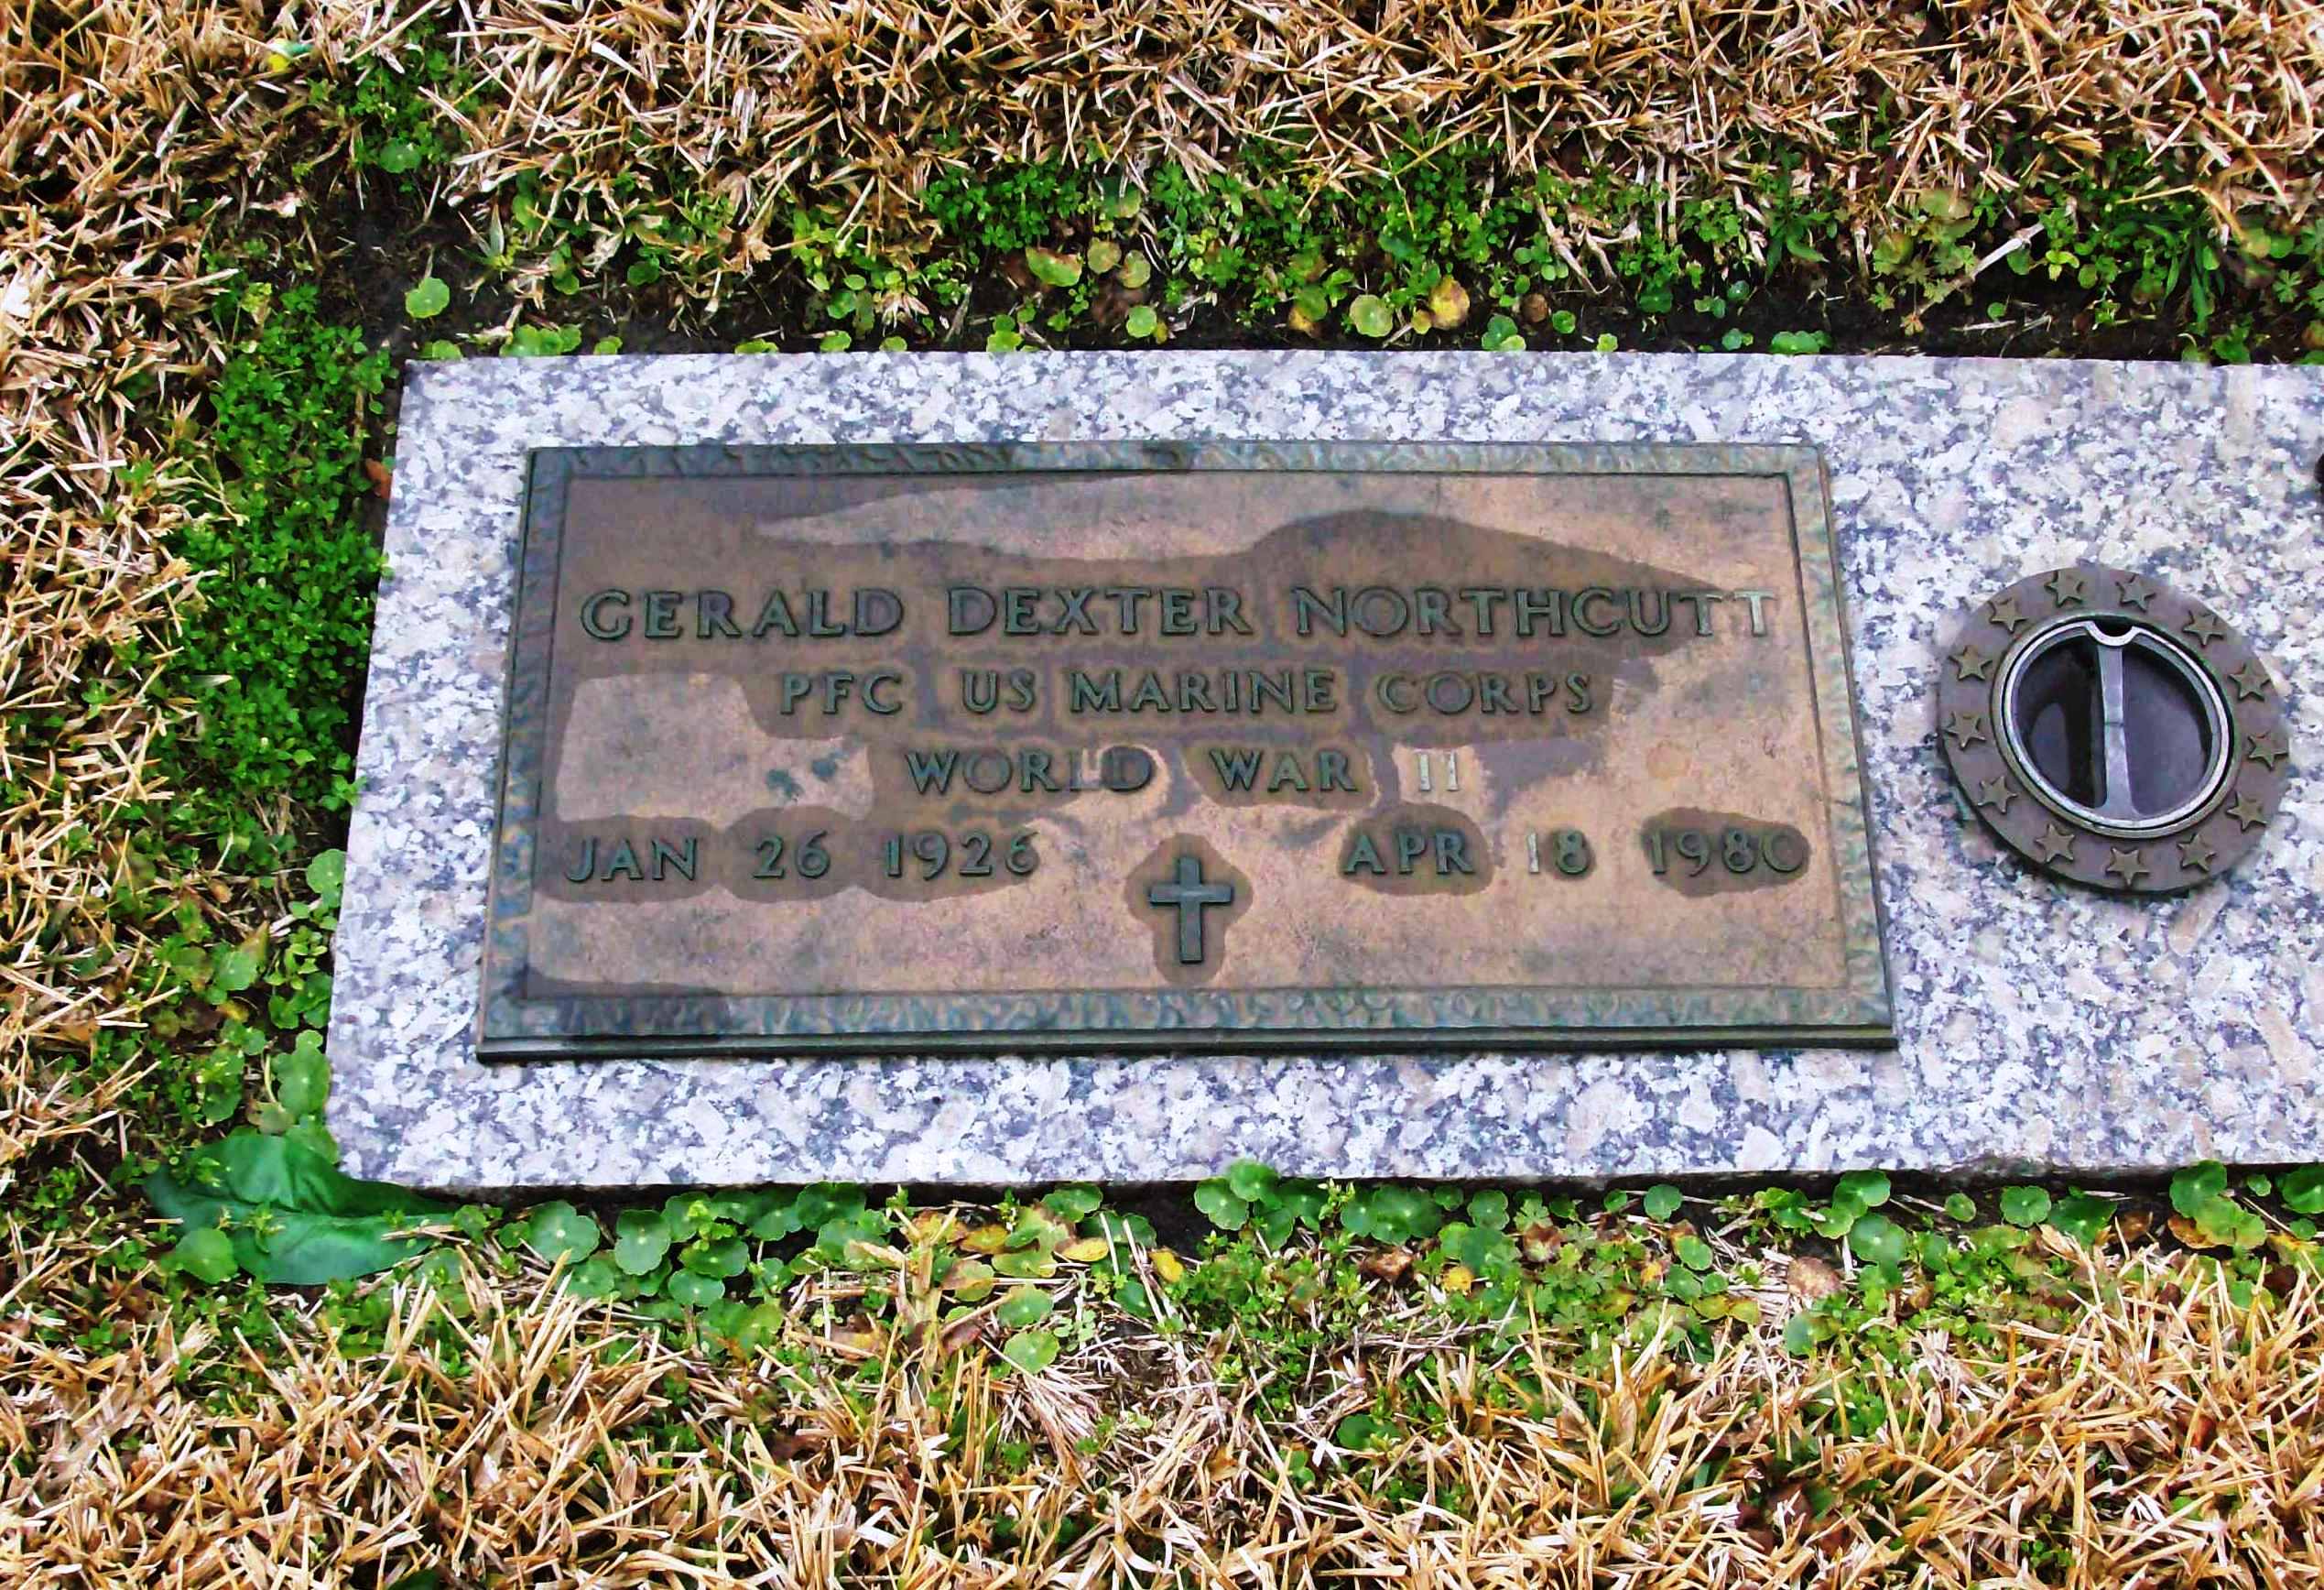 GERALD DEXTER NORTHCUTT
PFC US MARINE CORPS
WORLD WAR II
JAN 26 1926 APR 18 1980